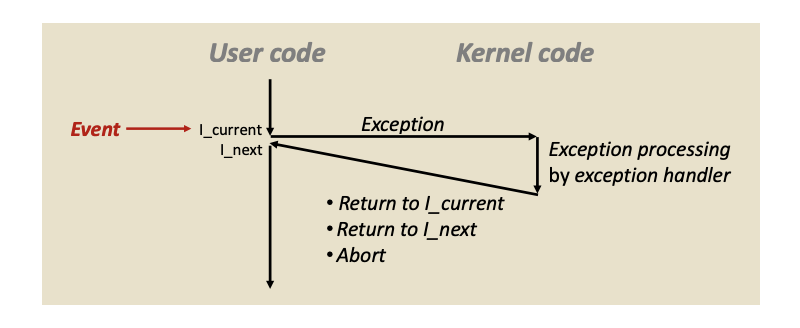 User code
Kernel code
Event
I_current
I_next
Exception
Exception processing
by exception handler
• Return to I_current
• Return to I_next
• Abort